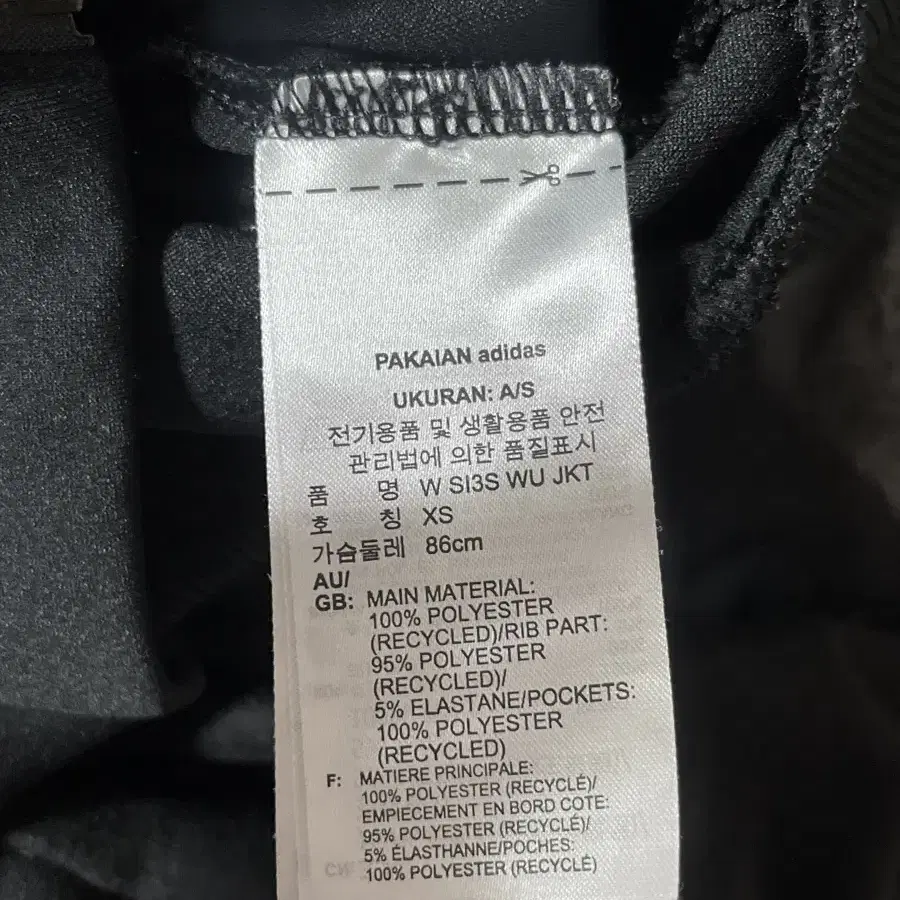 PAKAIAN adidas
UKURAN: A/S
전기용품 및 생활용품 안전
관리법에 의한 품질표시
품 명 W SI3S WU JKT
호 칭 XS
가슴둘레 86cm
AU/
GB: MAIN MATERIAL:
100% POLYESTER
(RECYCLED)/RIB PART:
95% POLYESTER
(RECYCLED)/
5% ELASTANE/POCKETS:
100% POLYESTER
(RECYCLED)
F: MATIERE PRINCIPALE:
100% POLYESTER (RECYCLÉ)/
EMPIECEMENT EN BORD COTE:
95% POLYESTER (RECYCLÉ)/
5% ÉLASTHANNE/POCHES:
100% POLYESTER (RECYCLÉ)